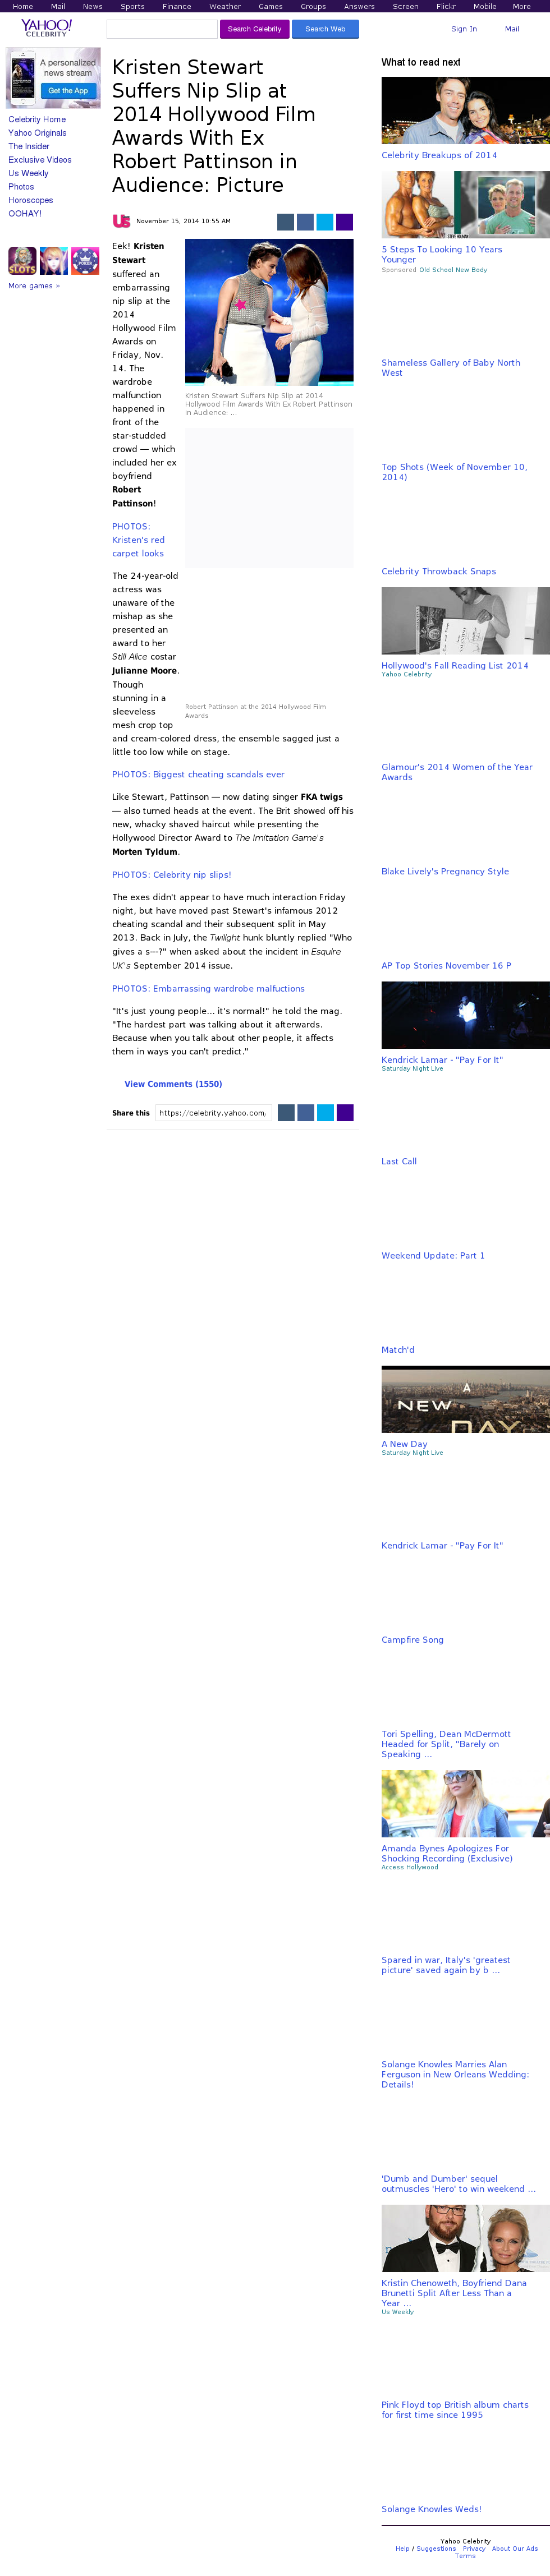 Home Mail News Sports Finance Weather Games Groups Answers Screen Flickr Mobile More
YAHOO!
CELEBRITY
Search Celebrity Search Web
Sign In Mail
A personalized
news stream
Get the App
Celebrity Home
Yahoo Originals
The Insider
Exclusive Videos
Us Weekly
Photos
Horoscopes
OOHAY!
SLOTS
POKER
More games »
Kristen Stewart
Suffers Nip Slip at
2014 Hollywood Film
Awards With Ex
Robert Pattinson in
Audience: Picture
Us
November 15, 2014 10:55 AM
Eek! Kristen
Stewart
suffered an
embarrassing
nip slip at the
2014
Hollywood Film
Awards on
Friday, Nov.
14. The
wardrobe
malfunction
happened in
front of the
star-studded
crowd — which
included her ex
boyfriend
Robert
Pattinson!
Kristen Stewart Suffers Nip Slip at 2014
Hollywood Film Awards With Ex Robert Pattinson
in Audience: ...
PHOTOS:
Kristen's red
carpet looks
The 24-year-old
actress was
unaware of the
mishap as she
presented an
award to her
Still Alice costar
Julianne Moore.
Though
stunning in a
sleeveless
mesh crop top
Robert Pattinson at the 2014 Hollywood Film
Awards
and cream-colored dress, the ensemble sagged just a
little too low while on stage.
PHOTOS: Biggest cheating scandals ever
Like Stewart, Pattinson — now dating singer FKA twigs
— also turned heads at the event. The Brit showed off his
new, whacky shaved haircut while presenting the
Hollywood Director Award to The Imitation Game's
Morten Tyldum.
PHOTOS: Celebrity nip slips!
The exes didn't appear to have much interaction Friday
night, but have moved past Stewart's infamous 2012
cheating scandal and their subsequent split in May
2013. Back in July, the Twilight hunk bluntly replied "Who
gives a s---?" when asked about the incident in Esquire
UK's September 2014 issue.
PHOTOS: Embarrassing wardrobe malfuctions
"It's just young people... it's normal!" he told the mag.
"The hardest part was talking about it afterwards.
Because when you talk about other people, it affects
them in ways you can't predict."
View Comments (1550)
Share this https://celebrity.yahoo.com/
What to read next
Celebrity Breakups of 2014
5 Steps To Looking 10 Years
Younger
Sponsored Old School New Body
Shameless Gallery of Baby North
West
Top Shots (Week of November 10,
2014)
Celebrity Throwback Snaps
Hollywood's Fall Reading List 2014
Yahoo Celebrity
Glamour's 2014 Women of the Year
Awards
Blake Lively's Pregnancy Style
AP Top Stories November 16 P
Kendrick Lamar - "Pay For It"
Saturday Night Live
Last Call
Weekend Update: Part 1
Match'd
A
NEW
DAY
A New Day
Saturday Night Live
Kendrick Lamar - "Pay For It"
Campfire Song
Tori Spelling, Dean McDermott
Headed for Split, "Barely on
Speaking ...
Amanda Bynes Apologizes For
Shocking Recording (Exclusive)
Access Hollywood
Spared in war, Italy's 'greatest
picture' saved again by b ...
Solange Knowles Marries Alan
Ferguson in New Orleans Wedding:
Details!
'Dumb and Dumber' sequel
outmuscles 'Hero' to win weekend ...
Kristin Chenoweth, Boyfriend Dana
Brunetti Split After Less Than a
Year ...
Us Weekly
Pink Floyd top British album charts
for first time since 1995
Solange Knowles Weds!
Yahoo Celebrity
Help / Suggestions Privacy About Our Ads
Terms